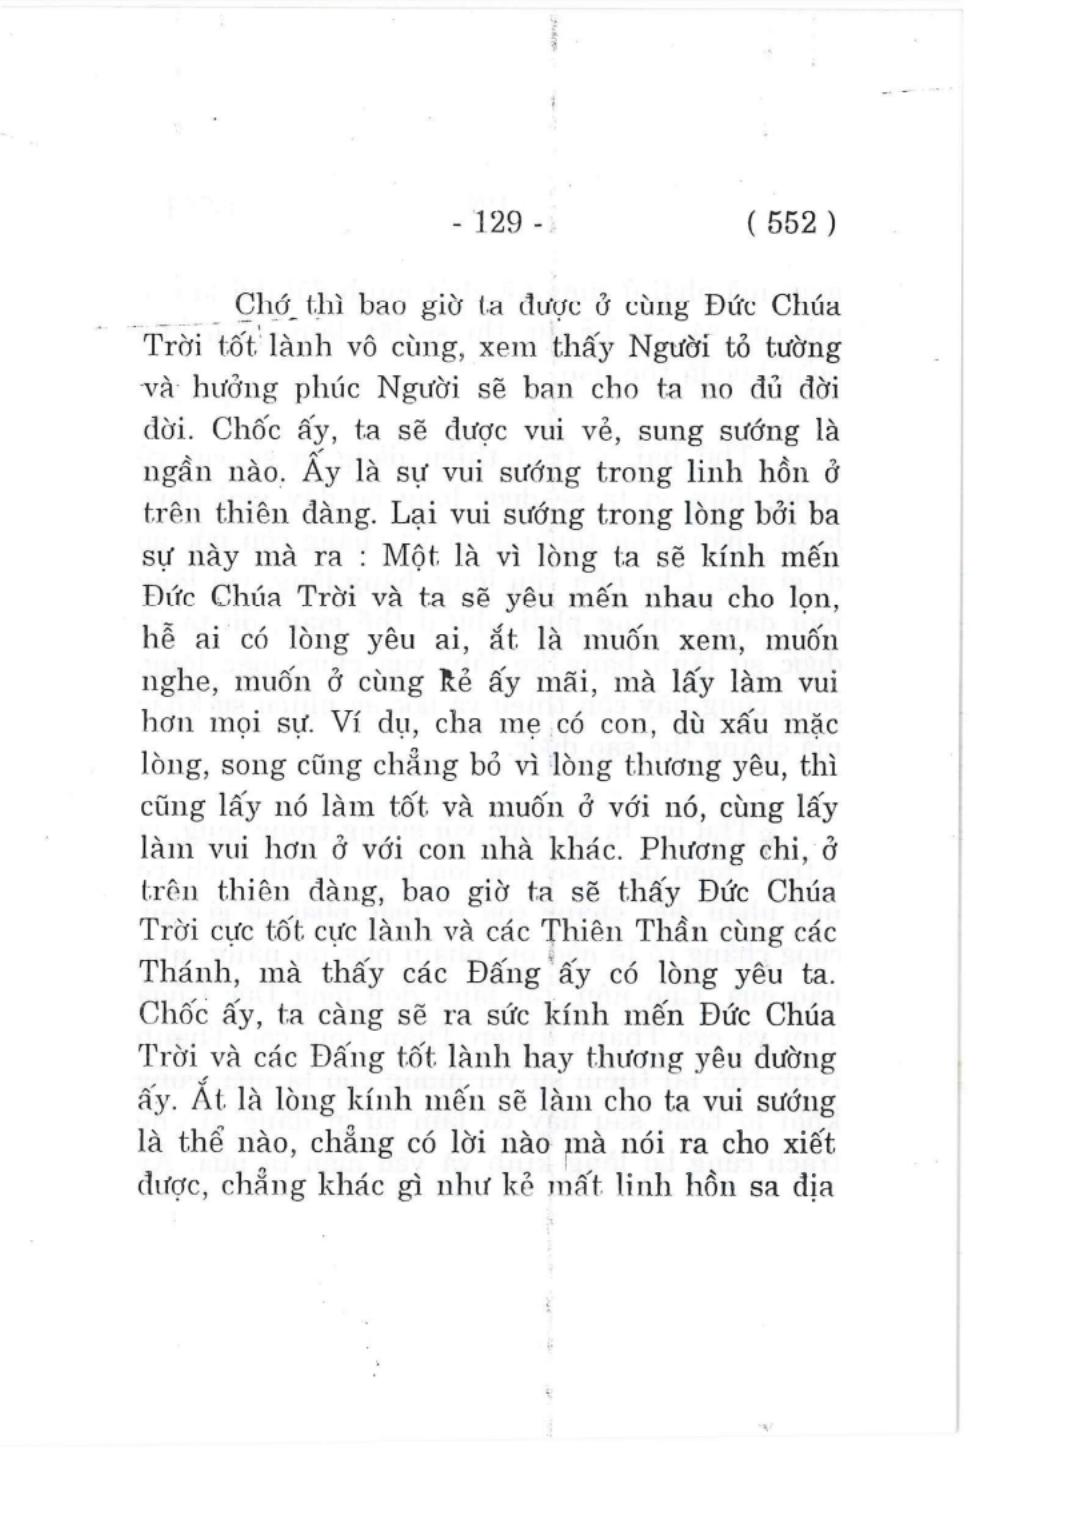 - 129 - ( 552 )
Chớ thì bao giờ ta được ở cùng Đức Chúa
Trời tốt lành vô cùng, xem thấy Người tỏ tường
và hưởng phúc Người sẽ ban cho ta no đủ đời
đời. Chốc ấy, ta sẽ được vui vẻ, sung sướng là
ngần nào. Ấy là sự vui sướng trong linh hồn ở
trên thiên đàng. Lại vui sướng trong lòng bởi ba
sự này mà ra : Một là vì lòng ta sẽ kính mến
Đức Chúa Trời và ta sẽ yêu mến nhau cho lọn,
hễ ai có lòng yêu ai, ắt là muốn xem, muốn
nghe, muốn ở cùng kẻ ấy mãi, mà lấy làm vui
hơn mọi sự. Ví dụ, cha mẹ có con, dù xấu mặc
lòng, song cũng chẳng bỏ vì lòng thương yêu, thì
cũng lấy nó làm tốt và muốn ở với nó, cùng lấy
làm vui hơn ở với con nhà khác. Phương chi, ở
trên thiên đàng, bao giờ ta sẽ thấy Đức Chúa
Trời cực tốt cực lành và các Thiên Thần cùng các
Thánh, mà thấy các Đấng ấy có lòng yêu ta.
Chốc ấy, ta càng sẽ ra sức kính mến Đức Chúa
Trời và các Đấng tốt lành hay thương yêu dường
ấy. Ắt là lòng kính mến sẽ làm cho ta vui sướng
là thể nào, chẳng có lời nào mà nói ra cho xiết
được, chẳng khác gì như kẻ mất linh hồn sa địa